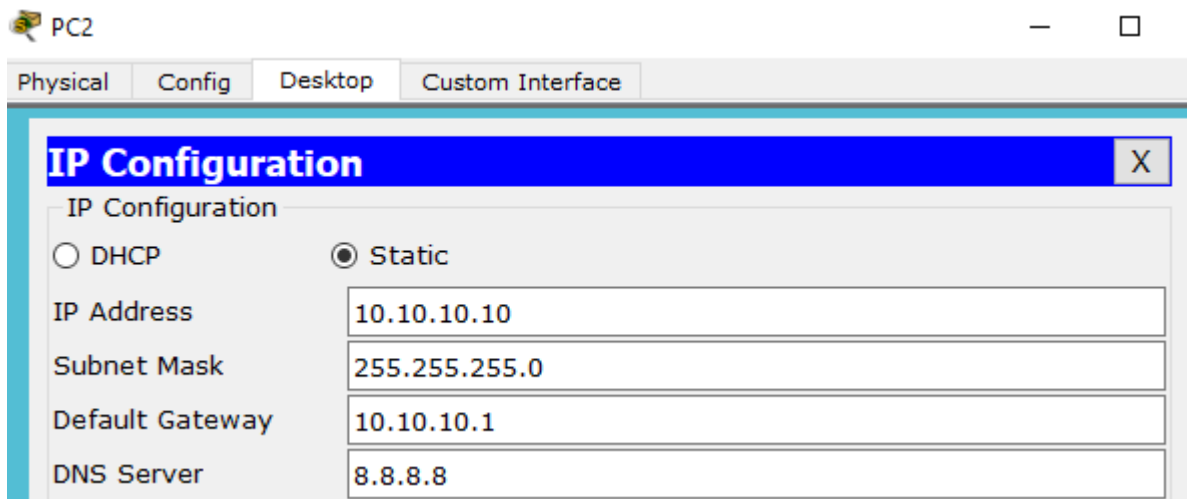 PC2
Physical Config Desktop Custom Interface
IP Configuration X
IP Configuration
DHCP Static
IP Address 10.10.10.10
Subnet Mask 255.255.255.0
Default Gateway 10.10.10.1
DNS Server 8.8.8.8